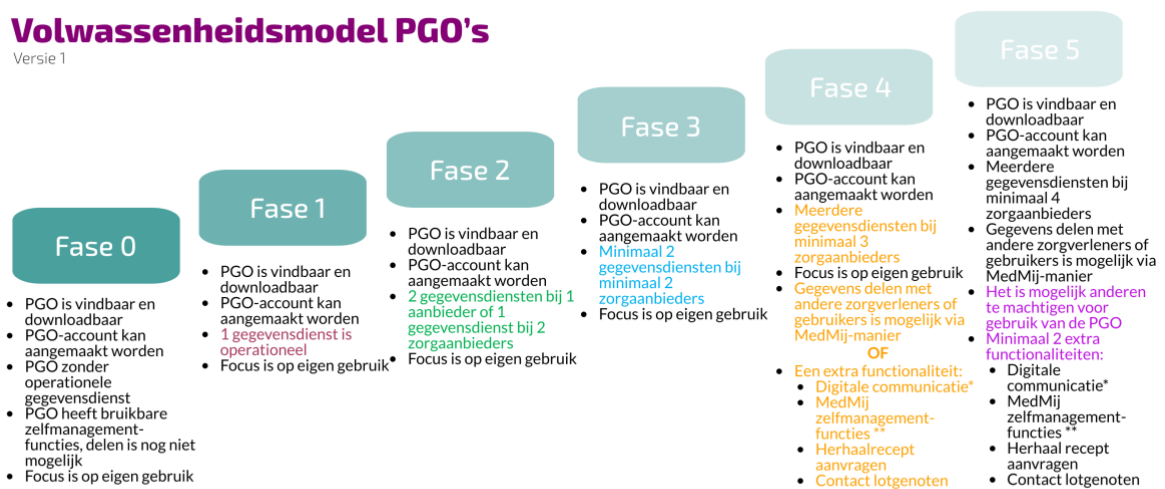 Volwassenheidsmodel PGO's
Versie 1
Fase 0
• PGO is vindbaar en
downloadbaar
• PGO-account kan
aangemaakt worden
• PGO zonder
operationele
gegevensdienst
• PGO heeft bruikbare
zelfmanagement-
functies, delen is nog niet
mogelijk
• Focus is op eigen gebruik
Fase 1
• PGO is vindbaar en
downloadbaar
• PGO-account kan
aangemaakt worden
• 1 gegevensdienst is
operationeel
• Focus is op eigen gebruik
Fase 2
• PGO is vindbaar en
downloadbaar
• PGO-account kan
aangemaakt worden
• 2 gegevensdiensten bij 1
aanbieder of 1
gegevensdienst bij 2
zorgaanbieders
• Focus is op eigen gebruik
Fase 3
• PGO is vindbaar en
downloadbaar
• PGO-account kan
aangemaakt worden
• Minimaal 2
gegevensdiensten bij
minimaal 2
zorgaanbieders
• Focus is op eigen gebruik
Fase 4
• PGO is vindbaar en
downloadbaar
• PGO-account kan
aangemaakt worden
• Meerdere
gegevensdiensten bij
minimaal 3
zorgaanbieders
• Focus is op eigen gebruik
• Gegevens delen met
andere zorgverleners of
gebruikers is mogelijk via
MedMij-manier
OF
• Een extra functionaliteit:
• Digitale communicatie*
• MedMij
zelfmanagement-
functies **
• Herhaalrecept
aanvragen
• Contact lotgenoten
Fase 5
• PGO is vindbaar en
downloadbaar
• PGO-account kan
aangemaakt worden
• Meerdere
gegevensdiensten bij
minimaal 4
zorgaanbieders
• Gegevens delen met
andere zorgverleners of
gebruikers is mogelijk via
MedMij-manier
• Het is mogelijk anderen
te machtigen voor
gebruik van de PGO
• Minimaal 2 extra
functionaliteiten:
• Digitale
communicatie*
• MedMij
zelfmanagement-
functies **
• Herhaal recept
aanvragen
• Contact lotgenoten